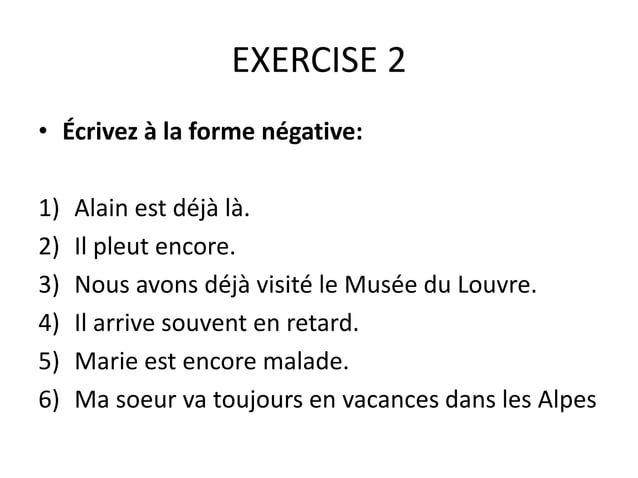 EXERCISE 2
• Écrivez à la forme négative:
1) Alain est déjà là.
2) Il pleut encore.
3) Nous avons déjà visité le Musée du Louvre.
4) Il arrive souvent en retard.
5) Marie est encore malade.
6) Ma soeur va toujours en vacances dans les Alpes